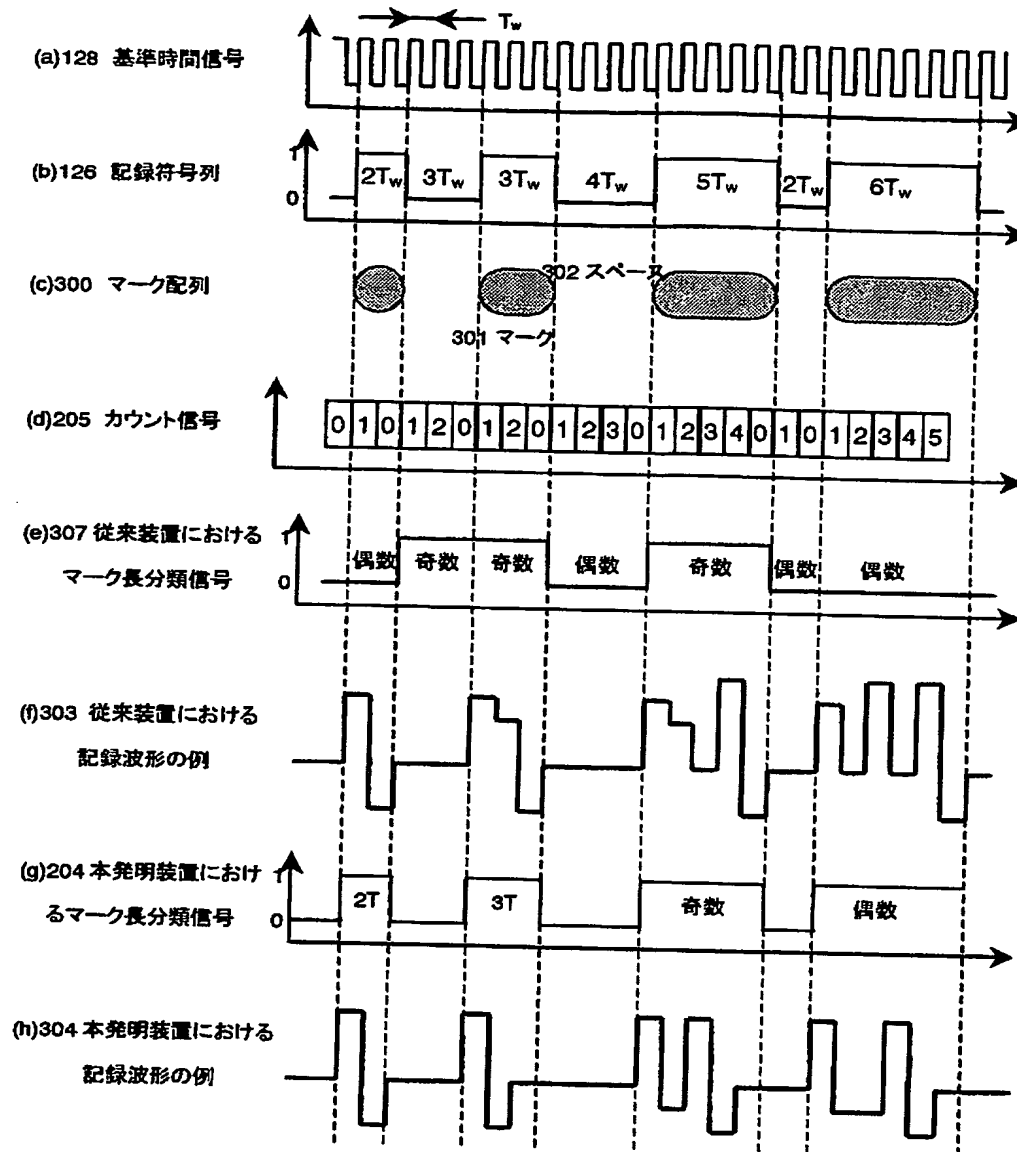 Tw
(a)128 基準時間信号
(b)126 記録符号列
1
0
2Tw 3Tw 3Tw 4Tw 5Tw 2Tw 6Tw
(c)300 マーク配列
302 スペース
301 マーク
(d)205 カウント信号
0 1 0 1 2 0 1 2 0 1 2 3 0 1 2 3 4 0 1 0 1 2 3 4 5
(e)307 従来装置における
マーク長分類信号
1
0
偶数 奇数 奇数 偶数 奇数 偶数 偶数
(f)303 従来装置における
記録波形の例
(g)204 本発明装置におけ
るマーク長分類信号
1
0
2T 3T 奇数 偶数
(h)304 本発明装置における
記録波形の例